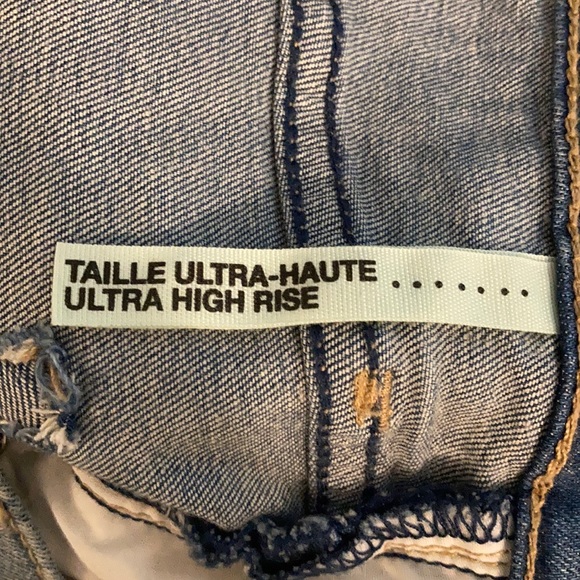 TAILLE ULTRA-HAUTE .......
ULTRA HIGH RISE